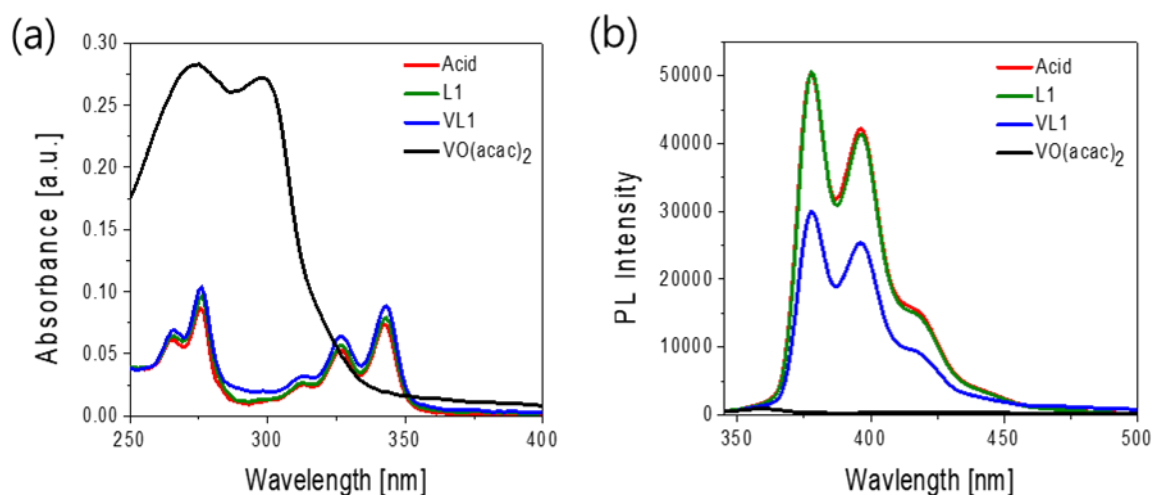 (a)
Absorbance [a.u.]
0.30
0.25
0.20
0.15
0.10
0.05
0.00
250
300
350
400
Wavelength [nm]
Acid
L1
VL1
VO(acac)2
(b)
PL Intensity
50000
40000
30000
20000
10000
0
350
400
450
500
Wavlength [nm]
Acid
L1
VL1
VO(acac)2